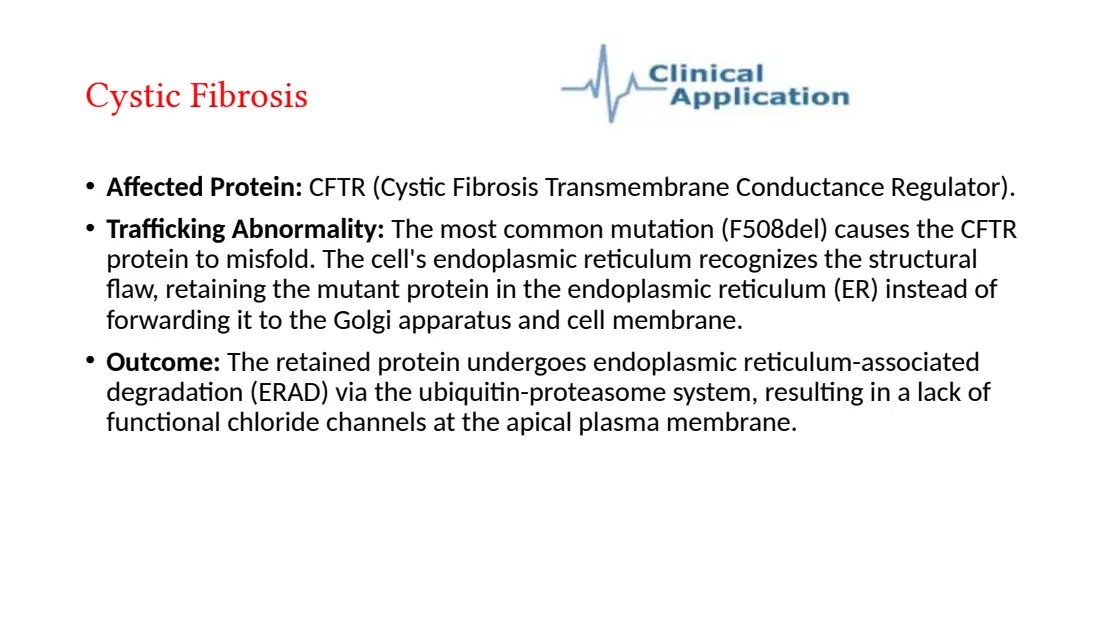 Clinical
Application
Cystic Fibrosis
• Affected Protein: CFTR (Cystic Fibrosis Transmembrane Conductance Regulator).
• Trafficking Abnormality: The most common mutation (F508del) causes the CFTR
protein to misfold. The cell's endoplasmic reticulum recognizes the structural
flaw, retaining the mutant protein in the endoplasmic reticulum (ER) instead of
forwarding it to the Golgi apparatus and cell membrane.
• Outcome: The retained protein undergoes endoplasmic reticulum-associated
degradation (ERAD) via the ubiquitin-proteasome system, resulting in a lack of
functional chloride channels at the apical plasma membrane.